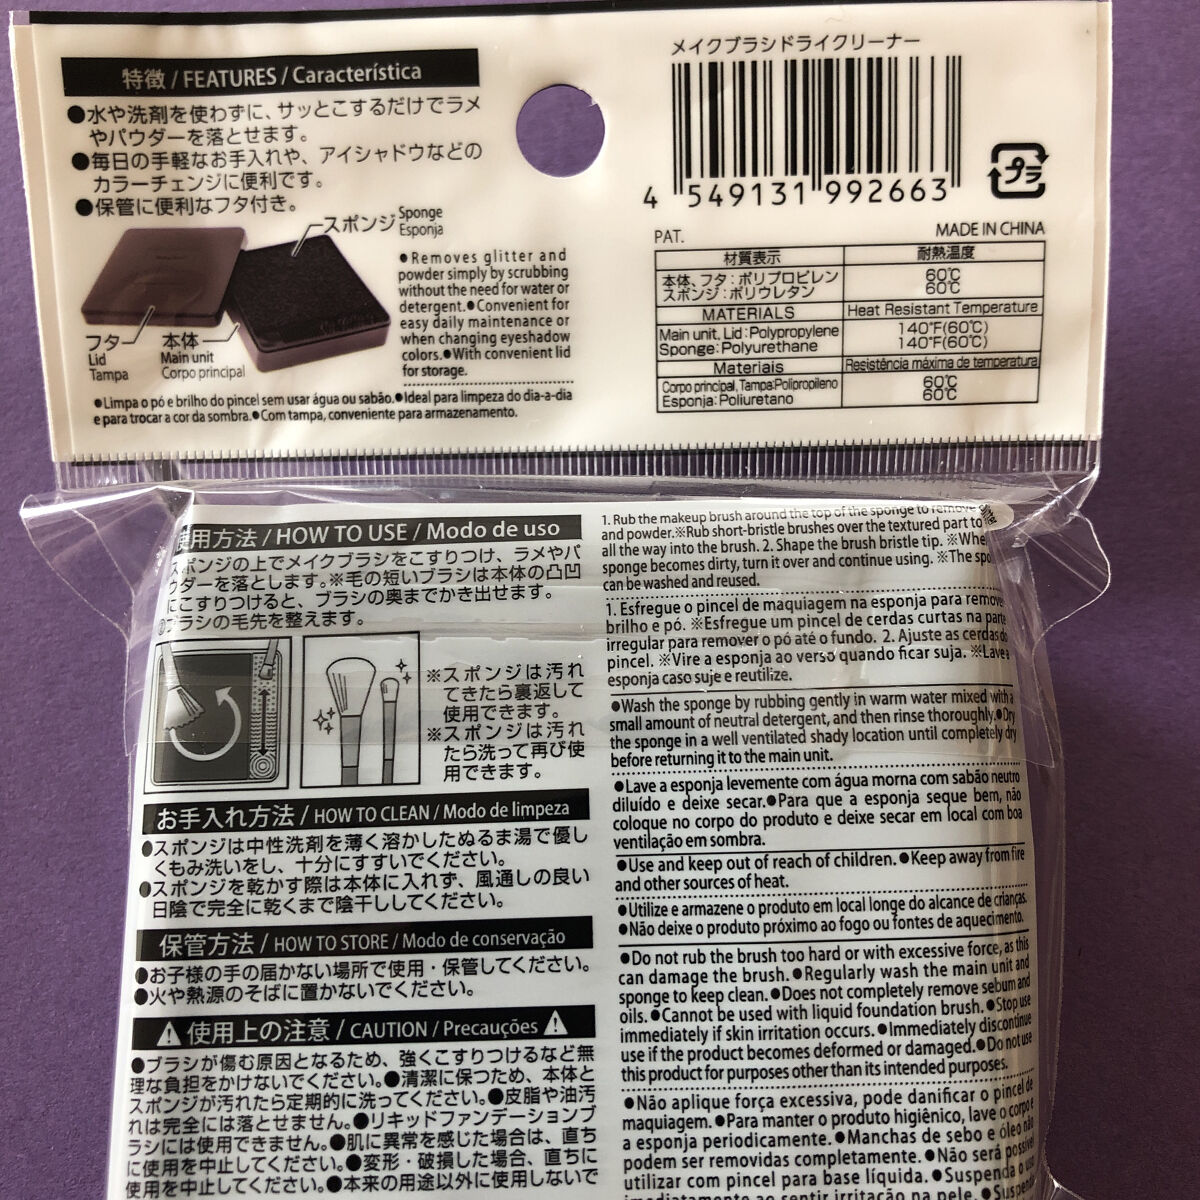 特徴 / FEATURES / Característica
●水や洗剤を使わずに、サッとこするだけでラメ
やパウダーを落とせます。
●毎日の手軽なお手入れや、アイシャドウなどの
カラーチェンジに便利です。
●保管に便利なフタ付き。
スポンジ Sponge
Esponja
フタ
Lid
Tampa
本体
Main unit
Corpo principal
●Removes glitter and
powder simply by scrubbing
without the need for water or
detergent.●Convenient for
easy daily maintenance or
when changing eyeshadow
colors.●With convenient lid
for storage.
●Limpa o pó e brilho do pincel sem usar água ou sabão.●Ideal para limpeza do dia-a-dia
e para trocar a cor da sombra.●Com tampa, conveniente para armazenamento.
メイクブラシドライクリーナー
4 549131 992663
プラ
PAT.
MADE IN CHINA
材質表示 耐熱温度
本体、フタ：ポリプロピレン 60℃
スポンジ：ポリウレタン 60℃
MATERIALS Heat Resistant Temperature
Main unit, Lid：Polypropylene 140°F(60℃)
Sponge：Polyurethane 140°F(60℃)
Materiais Resistência máxima de temperatura
Corpo principal, Tampa：Polipropileno 60℃
Esponja：Poliuretano 60℃
使用方法 / HOW TO USE / Modo de uso
スポンジの上でメイクブラシをこすりつけ、ラメやパ
ウダーを落とします。※毛の短いブラシは本体の凸凹
にこすりつけると、ブラシの奥までかき出せます。
②ブラシの毛先を整えます。
※スポンジは汚れ
てきたら裏返して
使用できます。
※スポンジは汚れ
たら洗って再び使
用できます。
お手入れ方法 / HOW TO CLEAN / Modo de limpeza
●スポンジは中性洗剤を薄く溶かしたぬるま湯で優し
くもみ洗いをし、十分にすすいでください。
●スポンジを乾かす際は本体に入れず、風通しの良い
日陰で完全に乾くまで陰干ししてください。
保管方法 / HOW TO STORE / Modo de conservação
●お子様の手の届かない場所で使用・保管してください。
●火や熱源のそばに置かないでください。
使用上の注意 / CAUTION / Precauções
●ブラシが傷む原因となるため、強くこすりつけるなど無
理な負担をかけないでください。●清潔に保つため、本体と
スポンジが汚れたら定期的に洗ってください。●皮脂や油汚
れは完全には落とせません。●リキッドファンデーションブ
ラシには使用できません。●肌に異常を感じた場合は、直ち
に使用を中止してください。●変形・破損した場合、直ちに
使用を中止してください。●本来の用途以外に使用しないで
1. Rub the makeup brush around the top of the sponge to remove
and powder.※Rub short-bristle brushes over the textured part to
all the way into the brush. 2. Shape the brush bristle tip. ※Whe
sponge becomes dirty, turn it over and continue using. ※The spo
can be washed and reused.
1. Esfregue o pincel de maquiagem na esponja para remove
brilho e pó. ※Esfregue um pincel de cerdas curtas na parte
irregular para remover o pó até o fundo. 2. Ajuste as cerdas do
pincel. ※Vire a esponja ao verso quando ficar suja. ※Lave a
esponja caso suje e reutilize.
●Wash the sponge by rubbing gently in warm water mixed with a
small amount of neutral detergent, and then rinse thoroughly.●Dry
the sponge in a well ventilated shady location until completely dry
before returning it to the main unit.
●Lave a esponja levemente com água morna com sabão neutro
diluído e deixe secar.●Para que a esponja seque bem, não
coloque no corpo do produto e deixe secar em local com boa
ventilação em sombra.
●Use and keep out of reach of children. ●Keep away from fire
and other sources of heat.
●Utilize e armazene o produto em local longe do alcance de crianças.
●Não deixe o produto próximo ao fogo ou fontes de aquecimento.
●Do not rub the brush too hard or with excessive force, as this
can damage the brush. ●Regularly wash the main unit and
sponge to keep clean.●Does not completely remove sebum and
oils. ●Cannot be used with liquid foundation brush. ●Stop use
immediately if skin irritation occurs. ●Immediately discontinue
use if the product becomes deformed or damaged.●Do not use
this product for purposes other than its intended purposes.
●Não aplique força excessiva, pode danificar o pincel de
maquiagem. ●Para manter o produto higiênico, lave o corpo e
a esponja periodicamente. ●Manchas de sebo e óleo não
podem ser removidas completamente. ●Não será possível
utilizar com pincel para base líquida. ●Suspenda o uso
imediatamente ao sentir irritação na pele. ●Suspenda